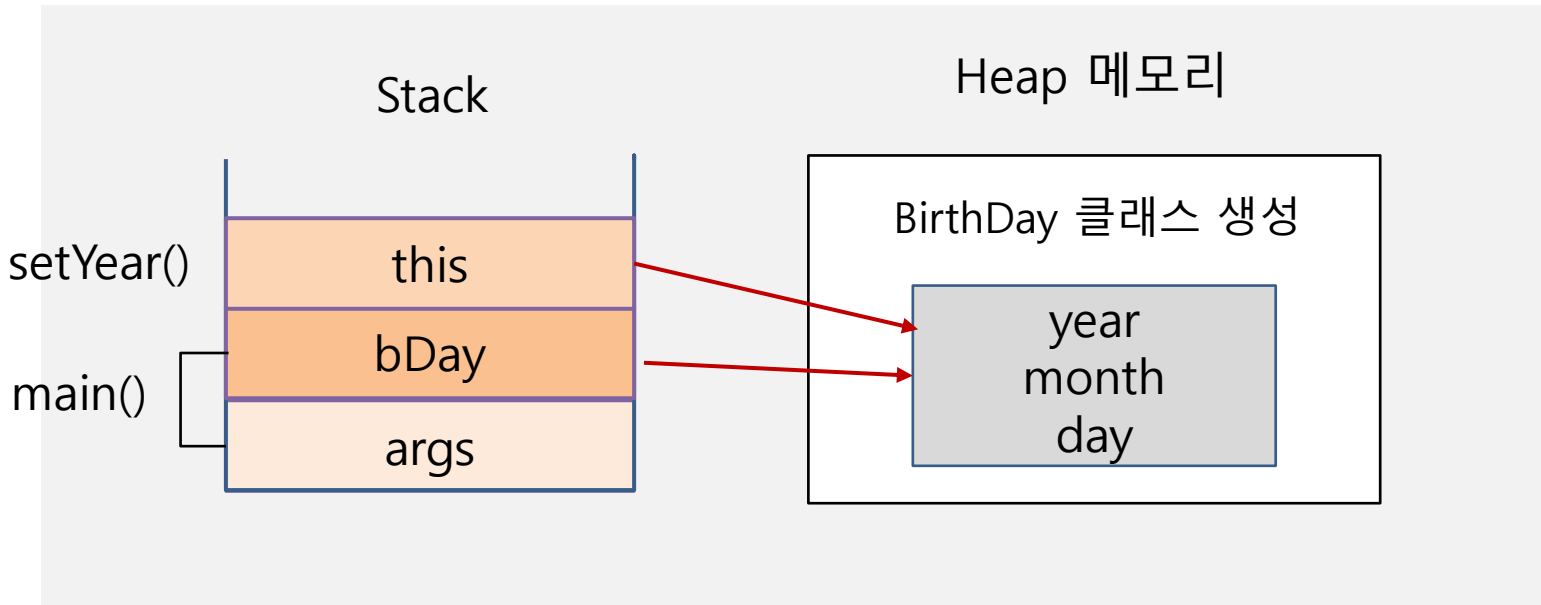 Stack
Heap 메모리
BirthDay 클래스 생성
setYear()
this
bDay
main()
args
year
month
day